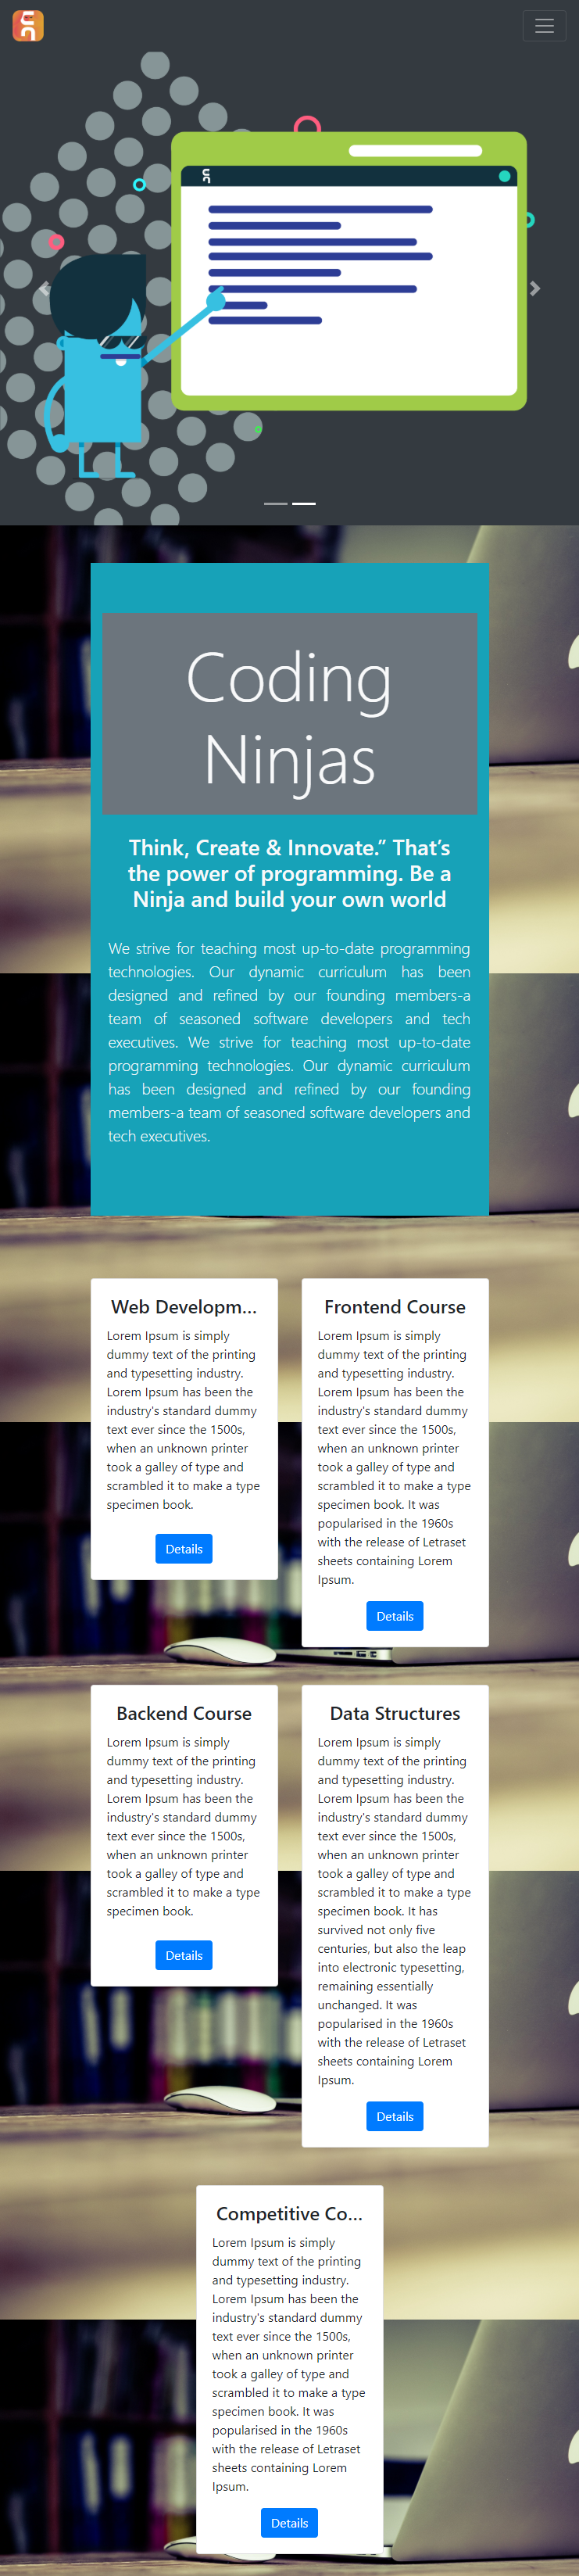 Coding
Ninjas
Think, Create & Innovate.” That’s
the power of programming. Be a
Ninja and build your own world
We strive for teaching most up-to-date programming
technologies. Our dynamic curriculum has been
designed and refined by our founding members-a
team of seasoned software developers and tech
executives. We strive for teaching most up-to-date
programming technologies. Our dynamic curriculum
has been designed and refined by our founding
members-a team of seasoned software developers and
tech executives.
Web Developm...
Lorem Ipsum is simply
dummy text of the printing
and typesetting industry.
Lorem Ipsum has been the
industry's standard dummy
text ever since the 1500s,
when an unknown printer
took a galley of type and
scrambled it to make a type
specimen book.
Details
Frontend Course
Lorem Ipsum is simply
dummy text of the printing
and typesetting industry.
Lorem Ipsum has been the
industry's standard dummy
text ever since the 1500s,
when an unknown printer
took a galley of type and
scrambled it to make a type
specimen book. It was
popularised in the 1960s
with the release of Letraset
sheets containing Lorem
Ipsum.
Details
Backend Course
Lorem Ipsum is simply
dummy text of the printing
and typesetting industry.
Lorem Ipsum has been the
industry's standard dummy
text ever since the 1500s,
when an unknown printer
took a galley of type and
scrambled it to make a type
specimen book.
Details
Data Structures
Lorem Ipsum is simply
dummy text of the printing
and typesetting industry.
Lorem Ipsum has been the
industry's standard dummy
text ever since the 1500s,
when an unknown printer
took a galley of type and
scrambled it to make a type
specimen book. It has
survived not only five
centuries, but also the leap
into electronic typesetting,
remaining essentially
unchanged. It was
popularised in the 1960s
with the release of Letraset
sheets containing Lorem
Ipsum.
Details
Competitive Co...
Lorem Ipsum is simply
dummy text of the printing
and typesetting industry.
Lorem Ipsum has been the
industry's standard dummy
text ever since the 1500s,
when an unknown printer
took a galley of type and
scrambled it to make a type
specimen book. It was
popularised in the 1960s
with the release of Letraset
sheets containing Lorem
Ipsum.
Details